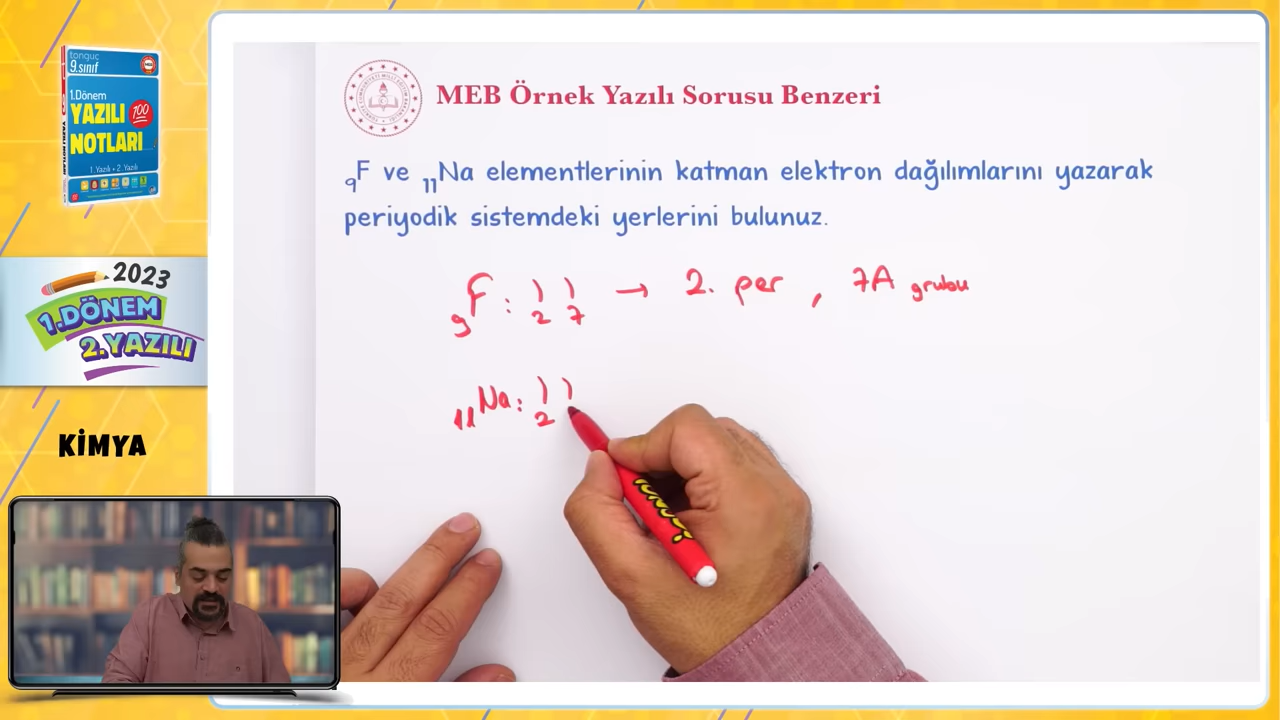 tonguç
9.sınıf
1.Dönem
YAZILI
100
NOTLARI
1. Yazılı • 2. Yazılı
2023
1.DÖNEM
2.YAZILI
KİMYA
MEB Örnek Yazılı Sorusu Benzeri
₉F ve ₁₁Na elementlerinin katman elektron dağılımlarını yazarak
periyodik sistemdeki yerlerini bulunuz.
₉F: ) ) → 2. per , 7A grubu
2 7
₁₁Na: ) )
2